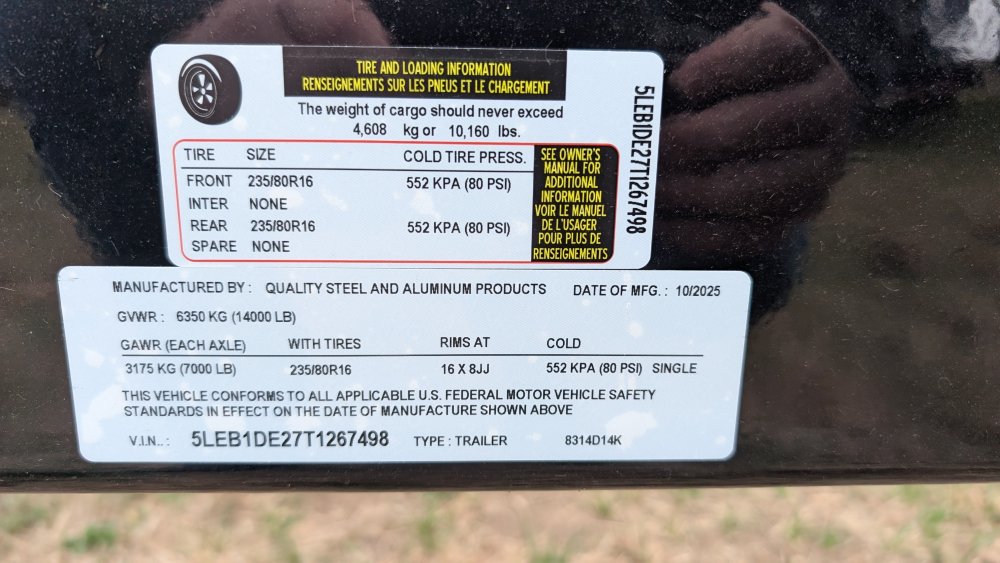 TIRE AND LOADING INFORMATION
RENSEIGNEMENTS SUR LES PNEUS ET LE CHARGEMENT
The weight of cargo should never exceed
4,608 kg or 10,160 lbs.
TIRE SIZE COLD TIRE PRESS.
FRONT 235/80R16 552 KPA (80 PSI)
INTER NONE
REAR 235/80R16 552 KPA (80 PSI)
SPARE NONE
SEE OWNER'S
MANUAL FOR
ADDITIONAL
INFORMATION
VOIR LE MANUEL
DE L'USAGER
POUR PLUS DE
RENSEIGNEMENTS
5LEB1DE27T1267498
MANUFACTURED BY : QUALITY STEEL AND ALUMINUM PRODUCTS DATE OF MFG. : 10/2025
GVWR : 6350 KG (14000 LB)
GAWR (EACH AXLE) WITH TIRES RIMS AT COLD
3175 KG (7000 LB) 235/80R16 16 X 8JJ 552 KPA (80 PSI) SINGLE
THIS VEHICLE CONFORMS TO ALL APPLICABLE U.S. FEDERAL MOTOR VEHICLE SAFETY
STANDARDS IN EFFECT ON THE DATE OF MANUFACTURE SHOWN ABOVE
V.I.N.. : 5LEB1DE27T1267498 TYPE : TRAILER 8314D14K